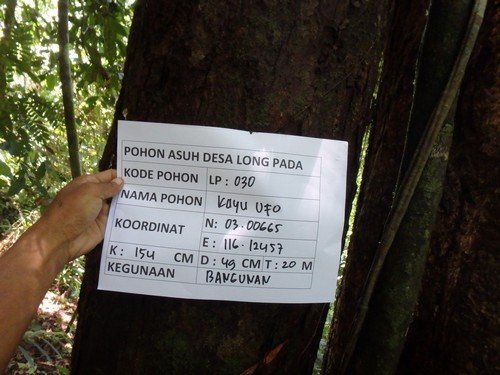 POHON ASUH DESA LONG PADA
KODE POHON LP : 030
NAMA POHON Kayu UFO
KOORDINAT N: 03.00665
E: 116.12457
K : 154 CM D : 49 CM T : 20 M
KEGUNAAN BANGUNAN